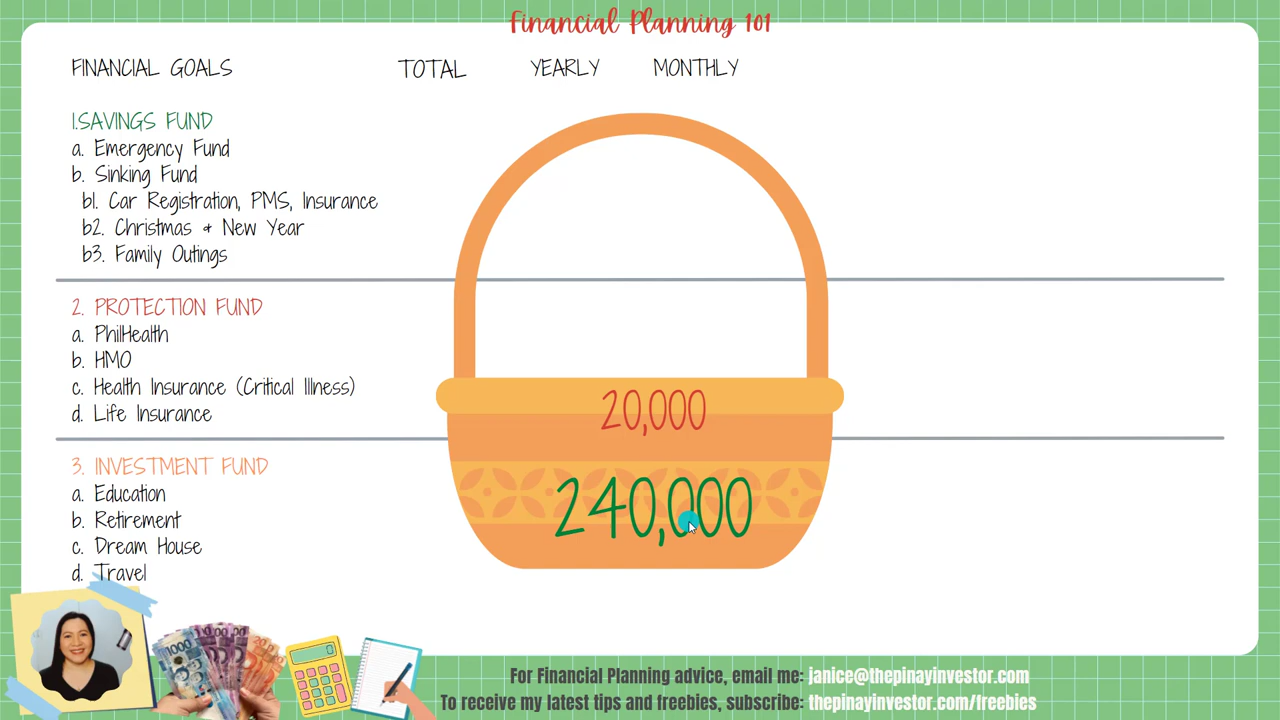 Financial Planning 101
FINANCIAL GOALS TOTAL YEARLY MONTHLY
1.SAVINGS FUND
a. Emergency Fund
b. Sinking Fund
b1. Car Registration, PMS, Insurance
b2. Christmas & New Year
b3. Family Outings
2. PROTECTION FUND
a. PhilHealth
b. HMO
c. Health Insurance (Critical Illness)
d. Life Insurance
20,000
3. INVESTMENT FUND
a. Education
b. Retirement
c. Dream House
d. Travel
240,000
1000
For Financial Planning advice, email me: janice@thepinayinvestor.com
To receive my latest tips and freebies, subscribe: thepinayinvestor.com/freebies